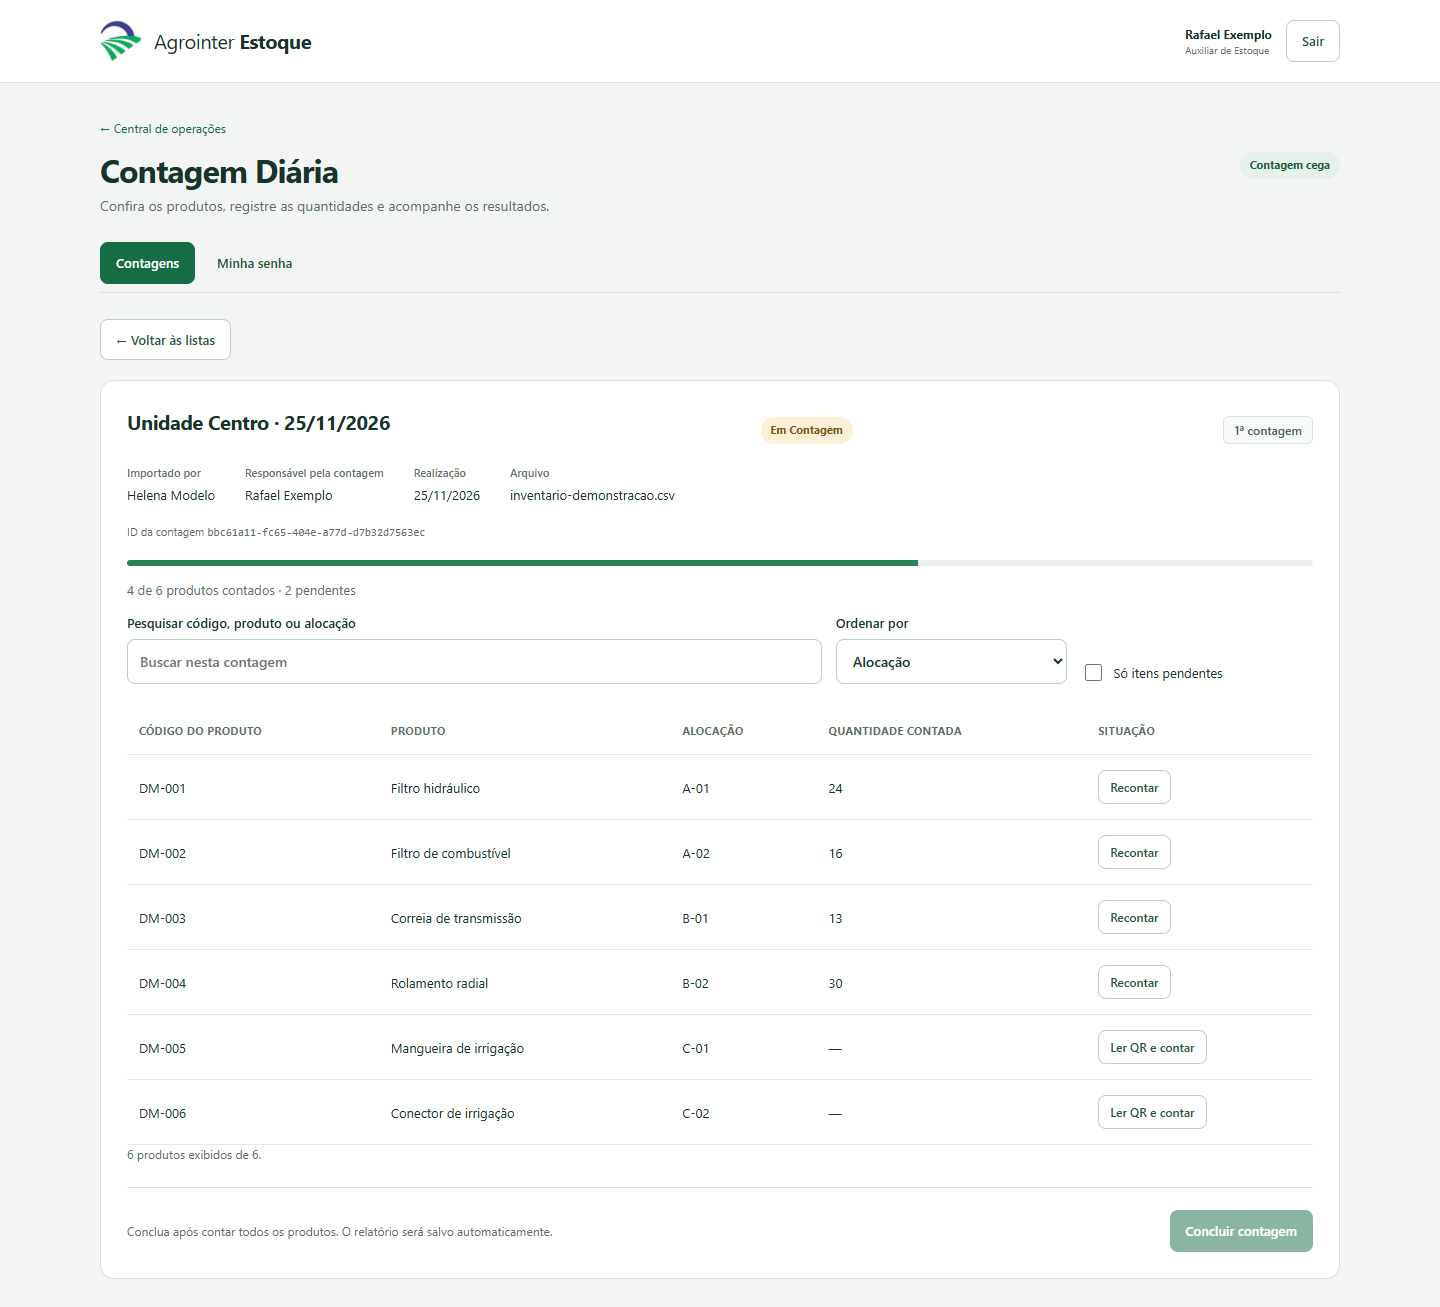 Agrointer Estoque
Rafael Exemplo
Auxiliar de Estoque
Sair
← Central de operações
Contagem Diária
Contagem cega
Confira os produtos, registre as quantidades e acompanhe os resultados.
Contagens
Minha senha
← Voltar às listas
Unidade Centro · 25/11/2026
Em Contagem
1ª contagem
Importado por
Helena Modelo
Responsável pela contagem
Rafael Exemplo
Realização
25/11/2026
Arquivo
inventario-demonstracao.csv
ID da contagem bbc61a11-fc65-404e-a77d-d7b32d7563ec
4 de 6 produtos contados · 2 pendentes
Pesquisar código, produto ou alocação
Buscar nesta contagem
Ordenar por
Alocação
Só itens pendentes
CÓDIGO DO PRODUTO PRODUTO ALOCAÇÃO QUANTIDADE CONTADA SITUAÇÃO
DM-001 Filtro hidráulico A-01 24 Recontar
DM-002 Filtro de combustível A-02 16 Recontar
DM-003 Correia de transmissão B-01 13 Recontar
DM-004 Rolamento radial B-02 30 Recontar
DM-005 Mangueira de irrigação C-01 — Ler QR e contar
DM-006 Conector de irrigação C-02 — Ler QR e contar
6 produtos exibidos de 6.
Conclua após contar todos os produtos. O relatório será salvo automaticamente.
Concluir contagem